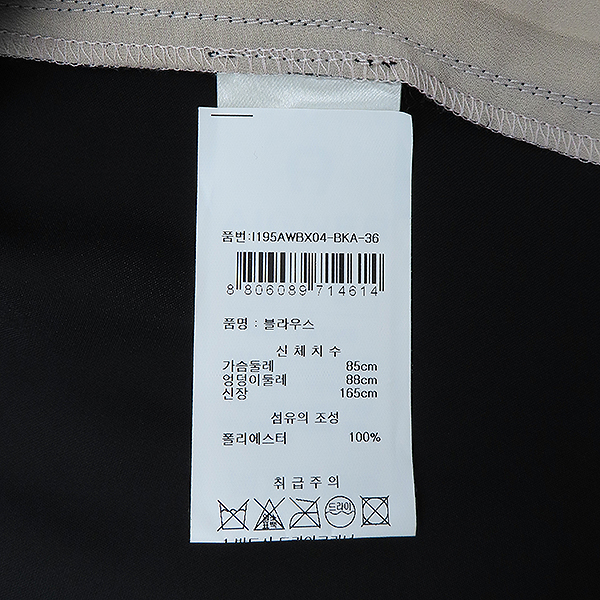 품번:I195AWBX04-BKA-36
8 806089 714614
품명 : 블라우스
신체치수
가슴둘레 85cm
엉덩이둘레 88cm
신장 165cm
섬유의 조성
폴리에스터 100%
취급주의
드라이